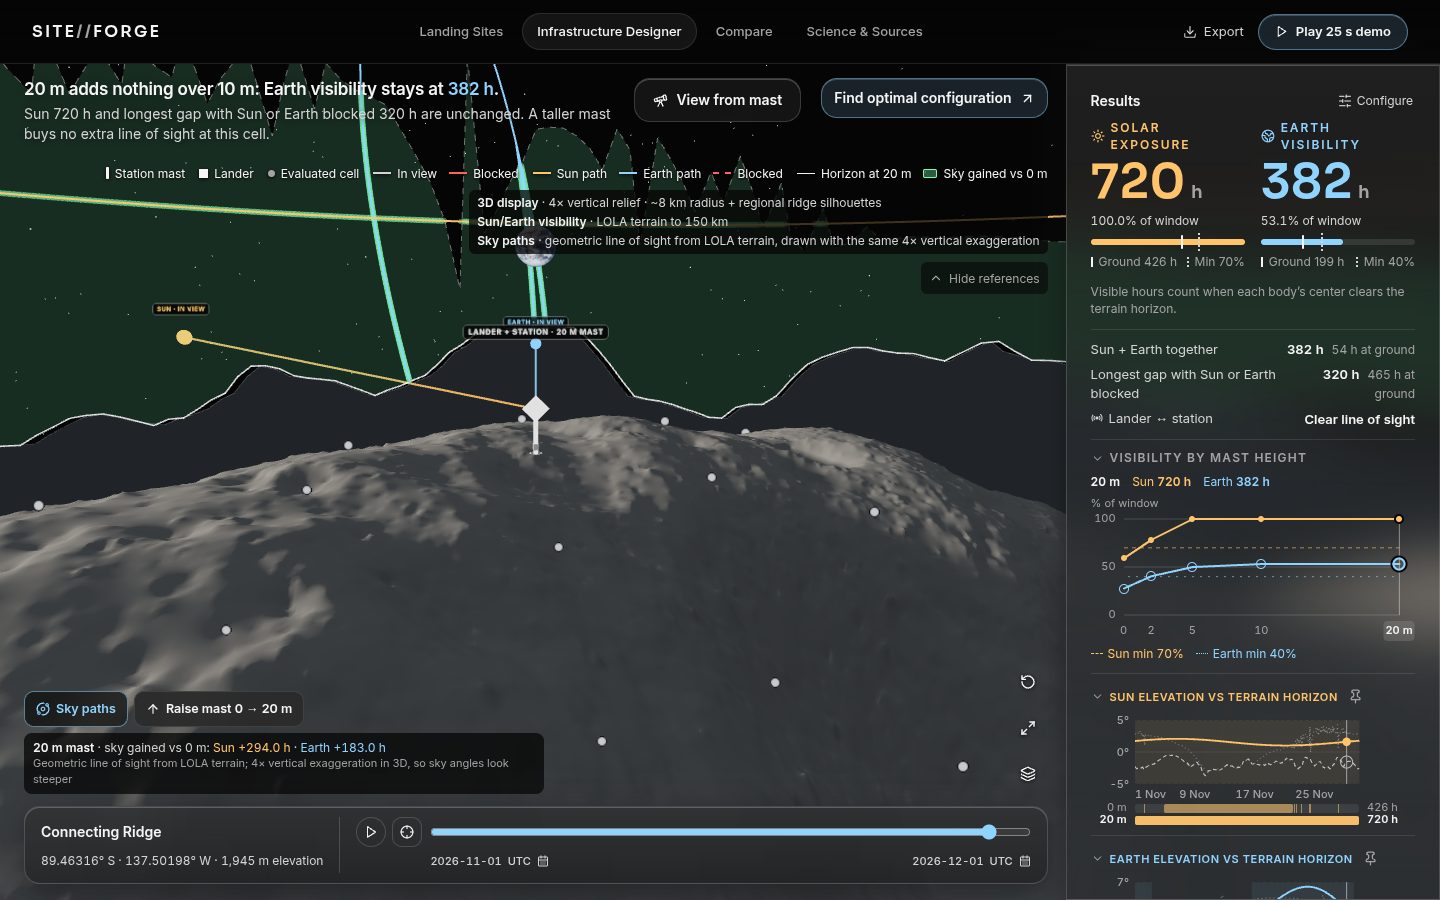 SITE//FORGE
Landing Sites
Infrastructure Designer
Compare
Science & Sources
Export
Play 25 s demo
20 m adds nothing over 10 m: Earth visibility stays at 382 h.
Sun 720 h and longest gap with Sun or Earth blocked 320 h are unchanged. A taller mast
buys no extra line of sight at this cell.
View from mast
Find optimal configuration
Station mast
Lander
Evaluated cell
In view
Blocked
Sun path
Earth path
Blocked
Horizon at 20 m
Sky gained vs 0 m
3D display · 4× vertical relief · ~8 km radius + regional ridge silhouettes
Sun/Earth visibility · LOLA terrain to 150 km
Sky paths · geometric line of sight from LOLA terrain, drawn with the same 4× vertical exaggeration
Hide references
SUN · IN VIEW
EARTH · IN VIEW
LANDER + STATION · 20 M MAST
Sky paths
Raise mast 0 → 20 m
20 m mast · sky gained vs 0 m: Sun +294.0 h · Earth +183.0 h
Geometric line of sight from LOLA terrain; 4× vertical exaggeration in 3D, so sky angles look
steeper
Connecting Ridge
89.46316° S · 137.50198° W · 1,945 m elevation
2026-11-01 UTC
2026-12-01 UTC
Results
Configure
SOLAR
EXPOSURE
720 h
100.0% of window
Ground 426 h
Min 70%
EARTH
VISIBILITY
382 h
53.1% of window
Ground 199 h
Min 40%
Visible hours count when each body's center clears the
terrain horizon.
Sun + Earth together
382 h 54 h at ground
Longest gap with Sun or Earth
blocked
320 h 465 h at
ground
Lander ↔ station
Clear line of sight
VISIBILITY BY MAST HEIGHT
20 m Sun 720 h Earth 382 h
% of window
100
50
0
0 2 5 10 20 m
Sun min 70%
Earth min 40%
SUN ELEVATION VS TERRAIN HORIZON
5°
0°
-5°
1 Nov 9 Nov 17 Nov 25 Nov
0 m 426 h
20 m 720 h
EARTH ELEVATION VS TERRAIN HORIZON
7°